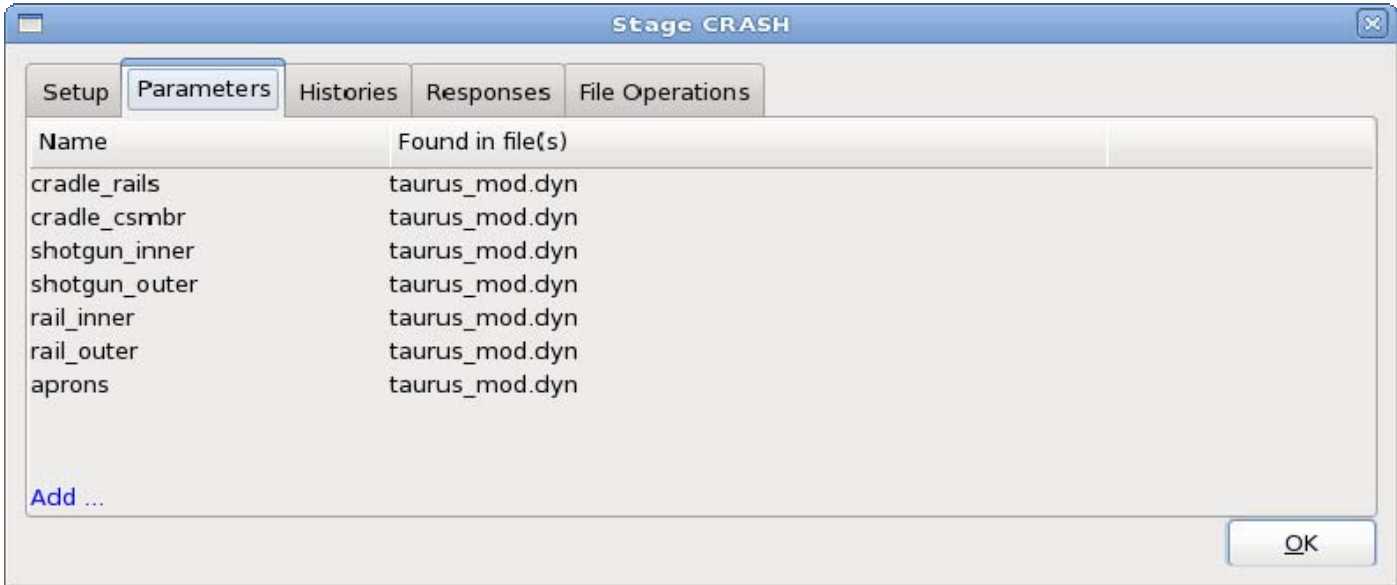 Stage CRASH
Setup Parameters Histories Responses File Operations
Name Found in file(s)
cradle_rails taurus_mod.dyn
cradle_csmbr taurus_mod.dyn
shotgun_inner taurus_mod.dyn
shotgun_outer taurus_mod.dyn
rail_inner taurus_mod.dyn
rail_outer taurus_mod.dyn
aprons taurus_mod.dyn
Add ...
OK